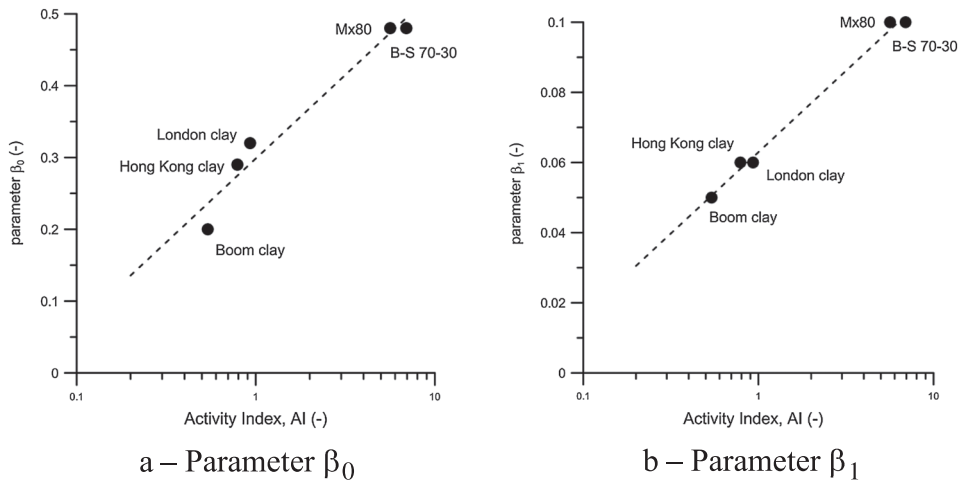 0.5
0.4
0.3
0.2
0.1
0
parameter β₀ (-)
Mx80
B-S 70-30
London clay
Hong Kong clay
Boom clay
0.1
1
10
Activity Index, AI (-)
a – Parameter β₀
0.1
0.08
0.06
0.04
0.02
0
parameter β₁ (-)
Mx80
B-S 70-30
Hong Kong clay
London clay
Boom clay
0.1
1
10
Activity Index, AI (-)
b – Parameter β₁